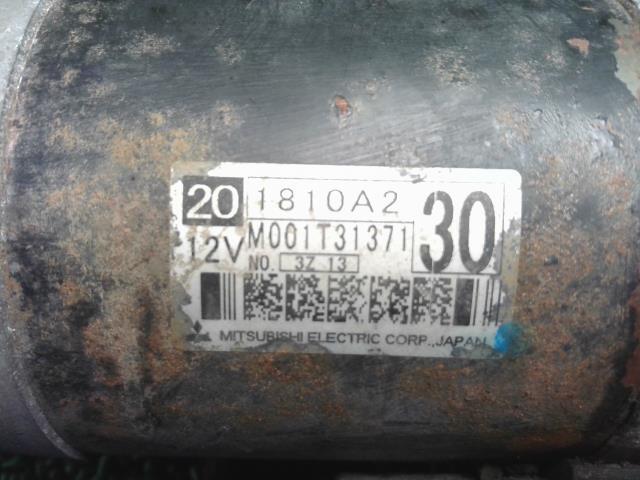 20 1810A2 30
12V M001T31371
NO 3Z 13
MITSUBISHI ELECTRIC CORP., JAPAN